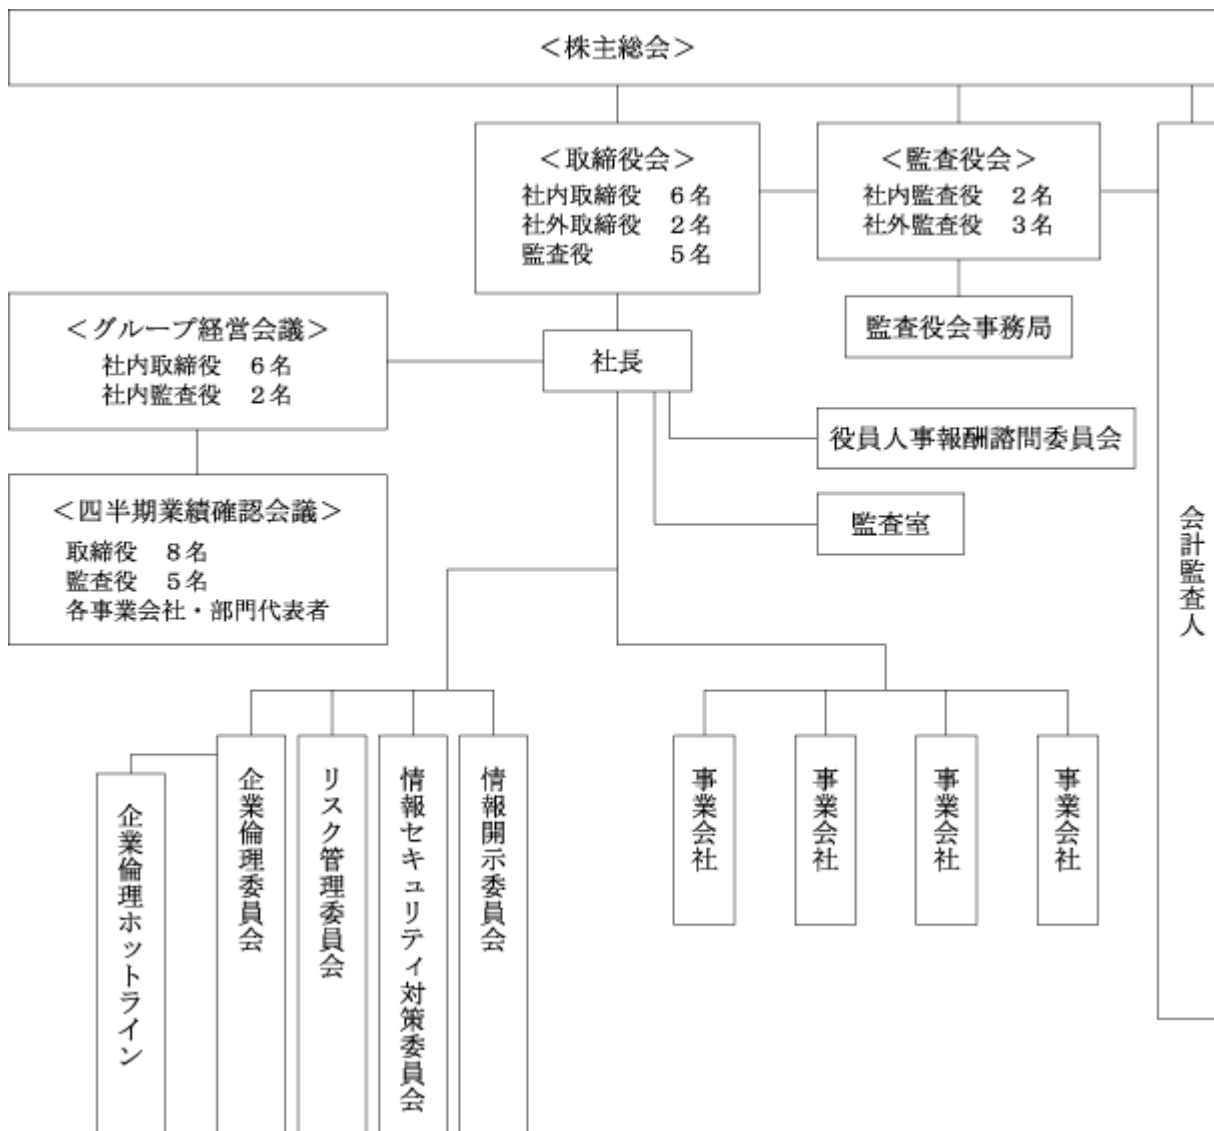 ＜株主総会＞
＜取締役会＞
社内取締役　6名
社外取締役　2名
監査役　5名
＜監査役会＞
社内監査役　2名
社外監査役　3名
監査役会事務局
＜グループ経営会議＞
社内取締役　6名
社内監査役　2名
社長
役員人事報酬諮問委員会
＜四半期業績確認会議＞
取締役　8名
監査役　5名
各事業会社・部門代表者
監査室
会計監査人
企業倫理ホットライン
企業倫理委員会
リスク管理委員会
情報セキュリティ対策委員会
情報開示委員会
事業会社
事業会社
事業会社
事業会社